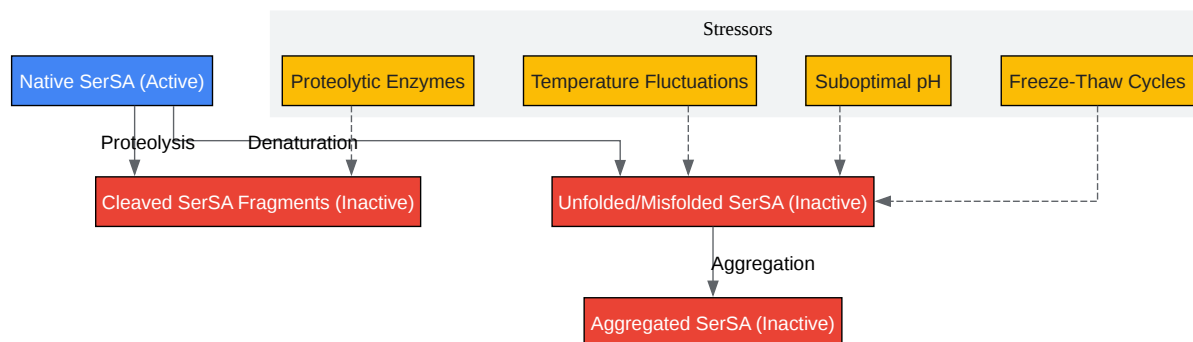 Stressors
Native SerSA (Active)
Proteolytic Enzymes
Temperature Fluctuations
Suboptimal pH
Freeze-Thaw Cycles
Proteolysis
Denaturation
Cleaved SerSA Fragments (Inactive)
Unfolded/Misfolded SerSA (Inactive)
Aggregation
Aggregated SerSA (Inactive)